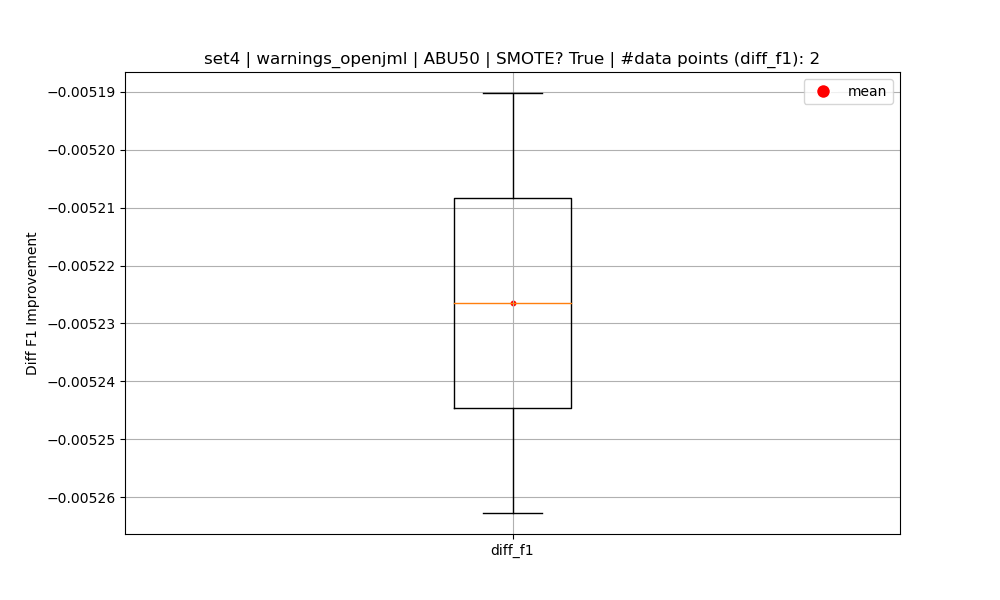 set4 | warnings_openjml | ABU50 | SMOTE? True | #data points (diff_f1): 2
mean
−0.00519
−0.00520
−0.00521
−0.00522
−0.00523
−0.00524
−0.00525
−0.00526
Diff F1 Improvement
diff_f1